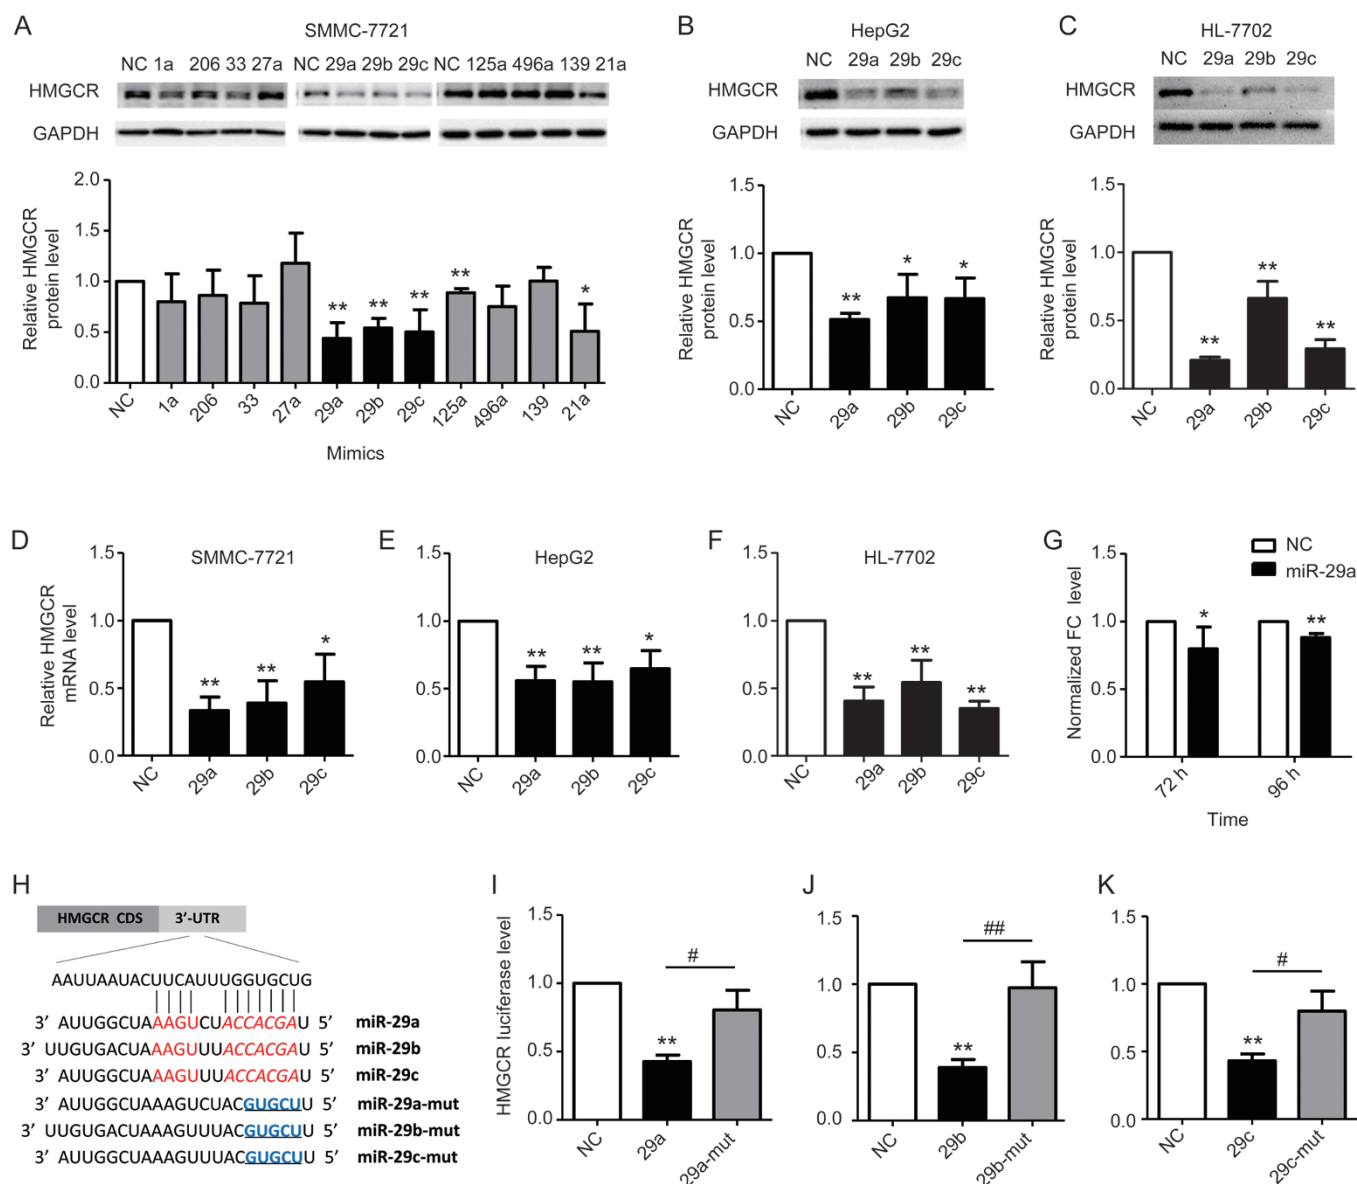 A
SMMC-7721
NC 1a 206 33 27a NC 29a 29b 29c NC 125a 496a 139 21a
HMGCR
GAPDH
Relative HMGCR
protein level
2.0
1.5
1.0
0.5
0.0
** ** ** ** *
NC 1a 206 33 27a 29a 29b 29c 125a 496a 139 21a
Mimics
B
HepG2
NC 29a 29b 29c
HMGCR
GAPDH
Relative HMGCR
protein level
1.5
1.0
0.5
0.0
** * *
NC 29a 29b 29c
C
HL-7702
NC 29a 29b 29c
HMGCR
GAPDH
Relative HMGCR
protein level
1.5
1.0
0.5
0.0
** ** **
NC 29a 29b 29c
D
SMMC-7721
Relative HMGCR
mRNA level
1.5
1.0
0.5
0.0
** ** *
NC 29a 29b 29c
E
HepG2
1.5
1.0
0.5
0.0
** ** *
NC 29a 29b 29c
F
HL-7702
1.5
1.0
0.5
0.0
** ** **
NC 29a 29b 29c
G
NC
miR-29a
Normalized FC level
1.5
1.0
0.5
0.0
* **
72 h 96 h
Time
H
HMGCR CDS 3’-UTR
AAUUAAUACUUCAUUUGGUGCUG
3’ AUUGGCUAAAGUCUACCACGAU 5’ miR-29a
3’ UUGUGACUAAAGUUUACCACGAU 5’ miR-29b
3’ AUUGGCUAAAGUUUACCACGAU 5’ miR-29c
3’ AUUGGCUAAAGUCUACGUGCUU 5’ miR-29a-mut
3’ UUGUGACUAAAGUUUACGUGCUU 5’ miR-29b-mut
3’ AUUGGCUAAAGUUUACGUGCUU 5’ miR-29c-mut
I
HMGCR luciferase level
1.5
1.0
0.5
0.0
#
**
NC 29a 29a-mut
J
1.5
1.0
0.5
0.0
##
**
NC 29b 29b-mut
K
1.5
1.0
0.5
0.0
#
**
NC 29c 29c-mut